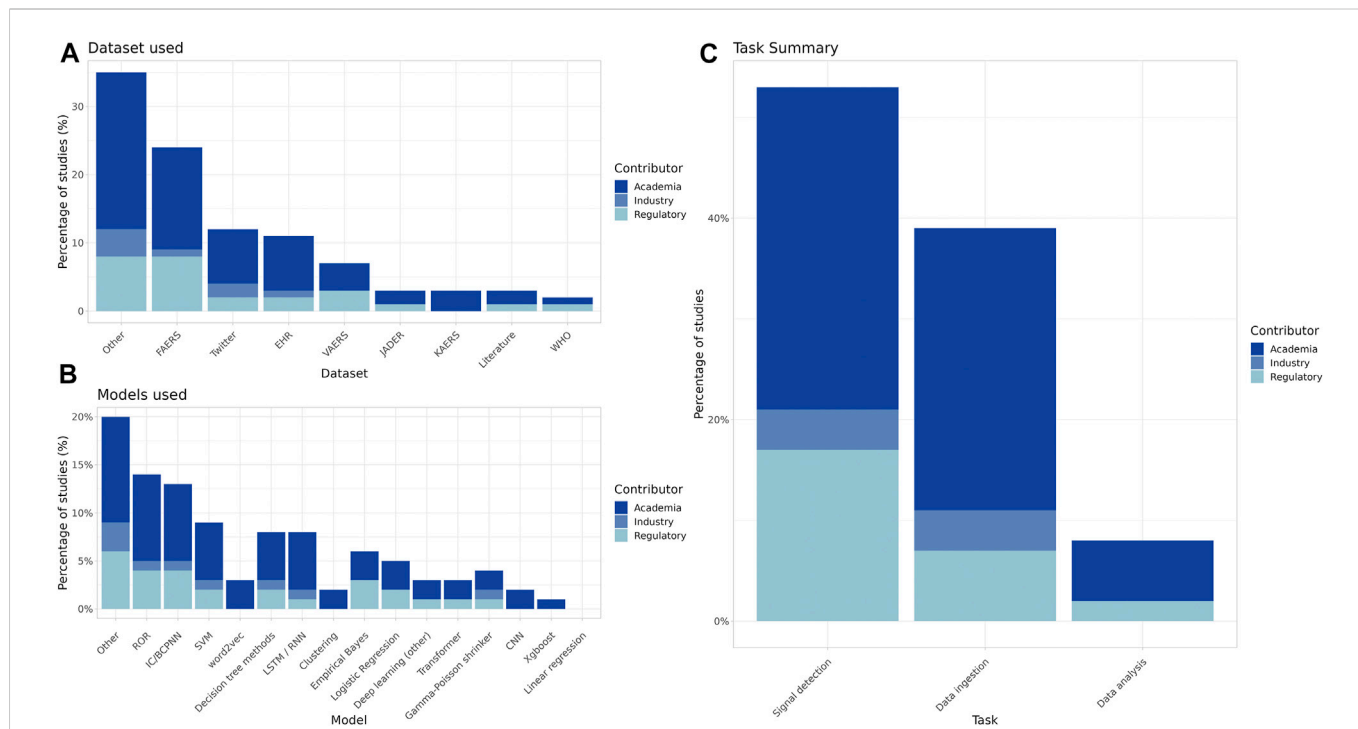 A
Dataset used
Percentage of studies (%)
30
20
10
0
Other
FAERS
Twitter
EHR
VAERS
JADER
KAERS
Literature
WHO
Dataset
Contributor
Academia
Industry
Regulatory
B
Models used
Percentage of studies (%)
20%
15%
10%
5%
0%
Other
ROR
IC/BCPNN
SVM
word2vec
Decision tree methods
LSTM / RNN
Clustering
Empirical Bayes
Logistic Regression
Deep learning (other)
Transformer
Gamma-Poisson shrinker
CNN
Xgboost
Linear regression
Model
Contributor
Academia
Industry
Regulatory
C
Task Summary
Percentage of studies
40%
20%
0%
Signal detection
Data ingestion
Data analysis
Task
Contributor
Academia
Industry
Regulatory